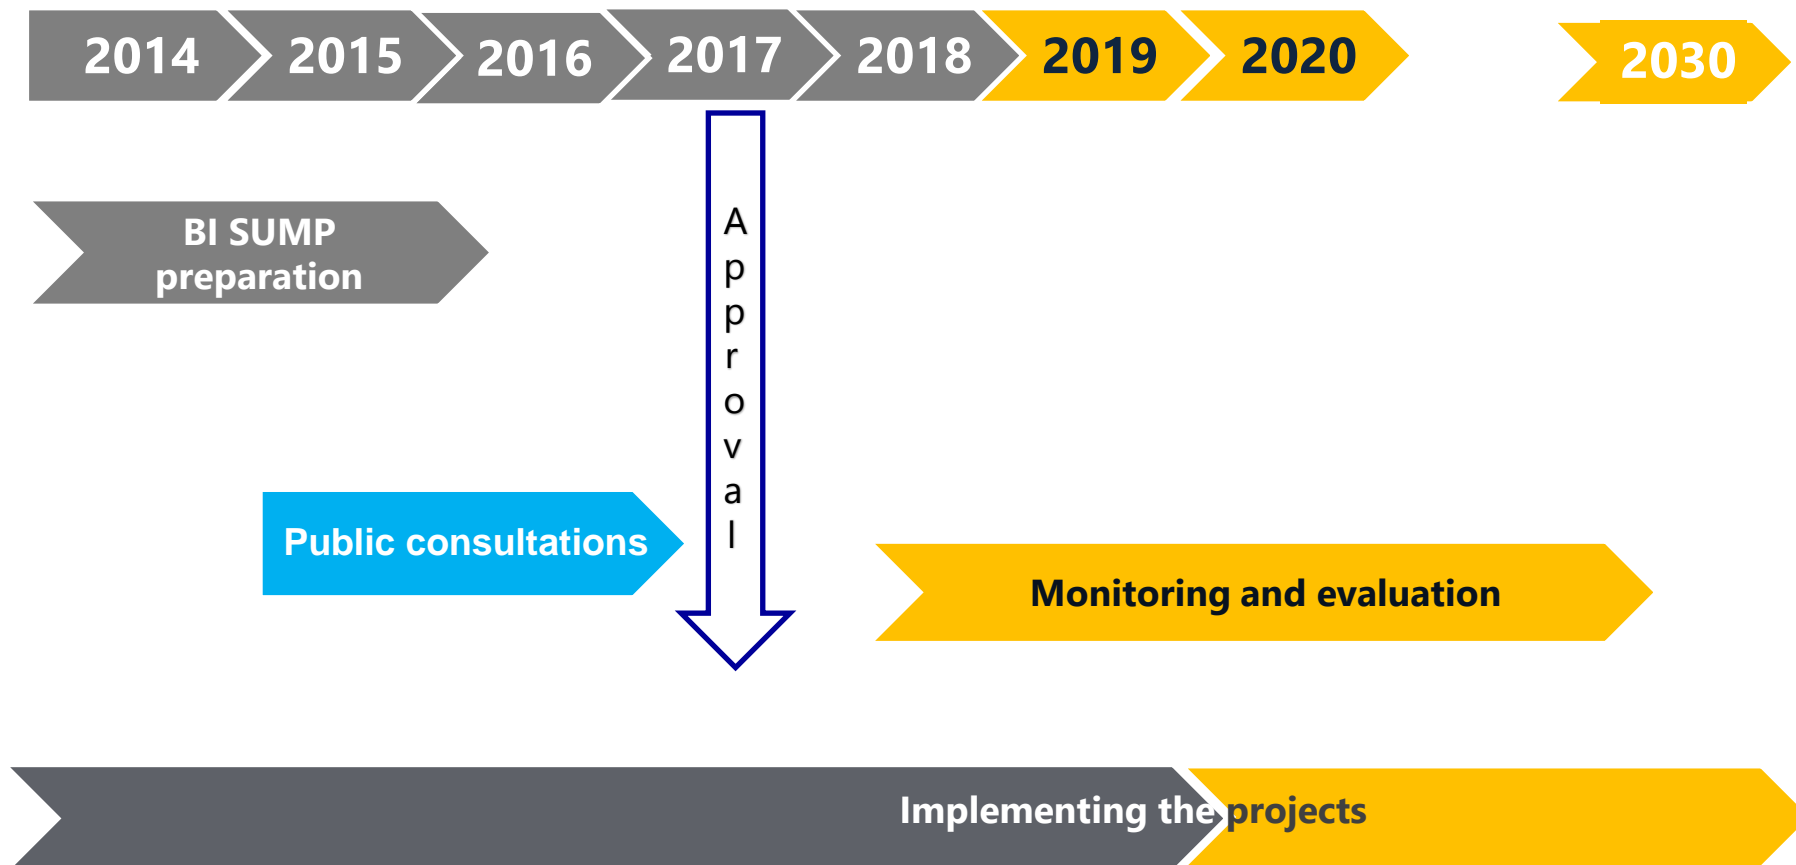 2014 2015 2016 2017 2018 2019 2020 2030
BI SUMP
preparation
Approval
Public consultations
Monitoring and evaluation
Implementing the projects